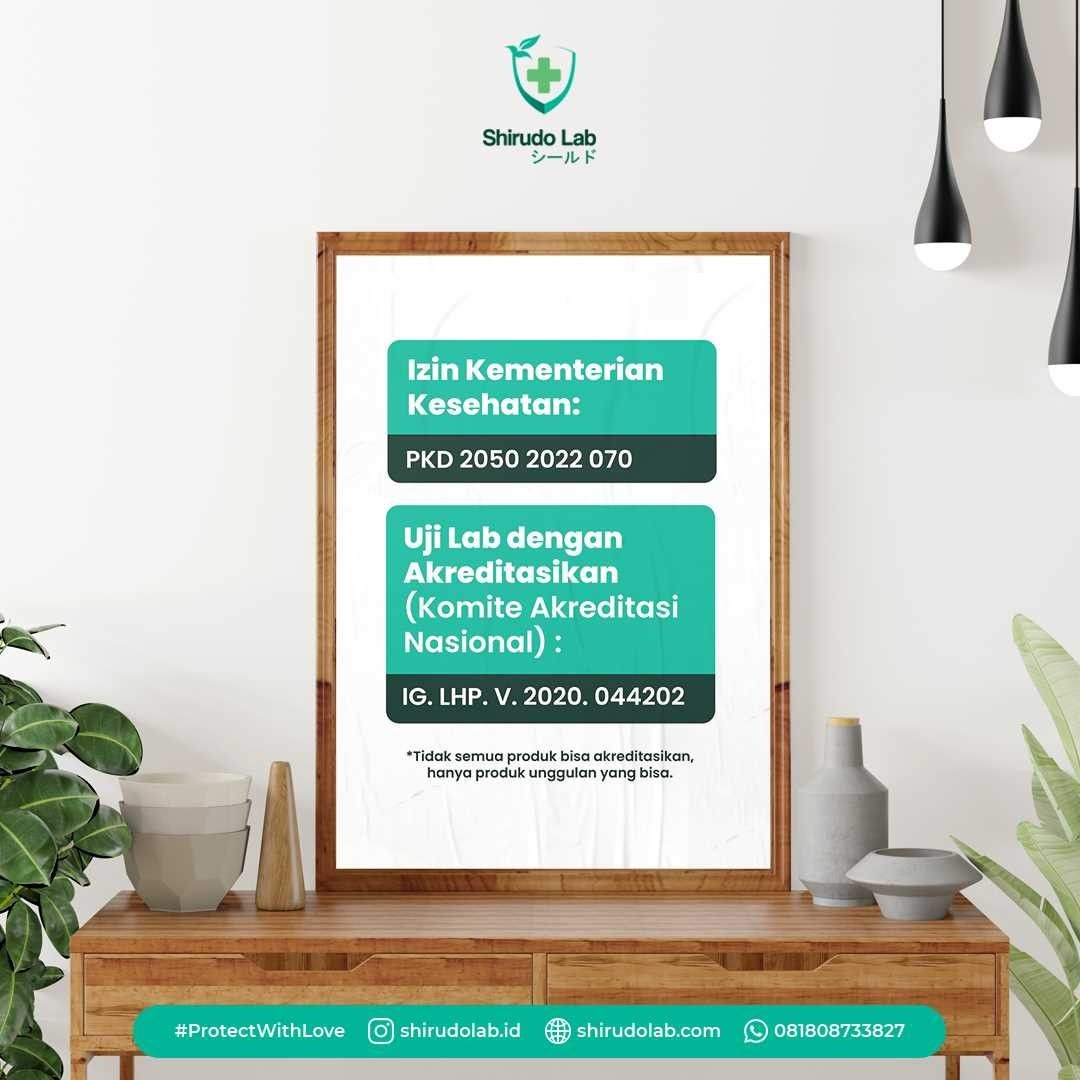 Shirudo Lab
シールド
Izin Kementerian
Kesehatan:
PKD 2050 2022 070
Uji Lab dengan
Akreditasikan
(Komite Akreditasi
Nasional) :
IG. LHP. V. 2020. 044202
*Tidak semua produk bisa akreditasikan,
hanya produk unggulan yang bisa.
#ProtectWithLove shirudolab.id shirudolab.com 081808733827